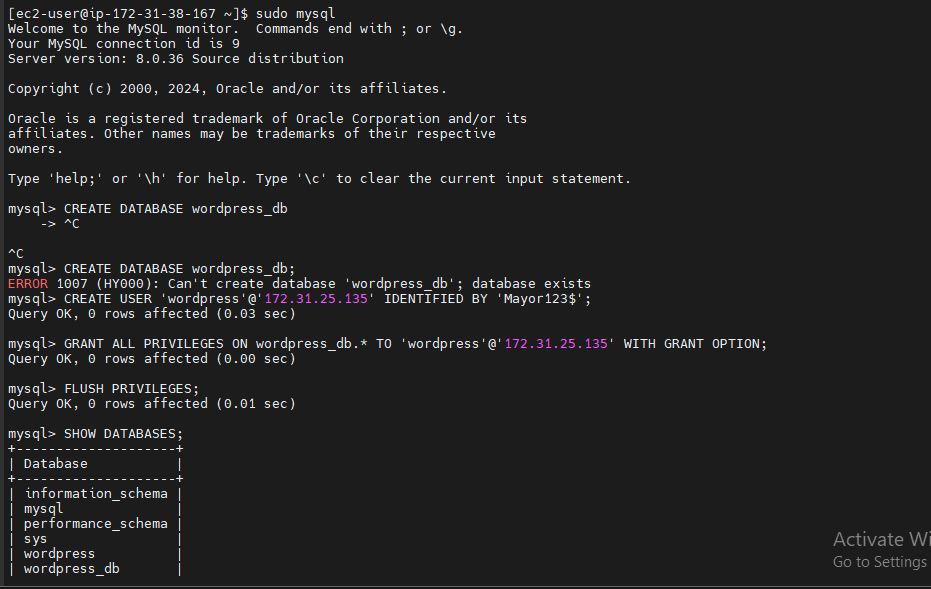 [ec2-user@ip-172-31-38-167 ~]$ sudo mysql
Welcome to the MySQL monitor.  Commands end with ; or \g.
Your MySQL connection id is 9
Server version: 8.0.36 Source distribution
Copyright (c) 2000, 2024, Oracle and/or its affiliates.
Oracle is a registered trademark of Oracle Corporation and/or its
affiliates. Other names may be trademarks of their respective
owners.
Type 'help;' or '\h' for help. Type '\c' to clear the current input statement.
mysql> CREATE DATABASE wordpress_db
    -> ^C
^C
mysql> CREATE DATABASE wordpress_db;
ERROR 1007 (HY000): Can't create database 'wordpress_db'; database exists
mysql> CREATE USER 'wordpress'@'172.31.25.135' IDENTIFIED BY 'Mayor123$';
Query OK, 0 rows affected (0.03 sec)
mysql> GRANT ALL PRIVILEGES ON wordpress_db.* TO 'wordpress'@'172.31.25.135' WITH GRANT OPTION;
Query OK, 0 rows affected (0.00 sec)
mysql> FLUSH PRIVILEGES;
Query OK, 0 rows affected (0.01 sec)
mysql> SHOW DATABASES;
+--------------------+
| Database           |
+--------------------+
| information_schema |
| mysql              |
| performance_schema |
| sys                |
| wordpress          |
| wordpress_db       |
Activate Wi
Go to Settings